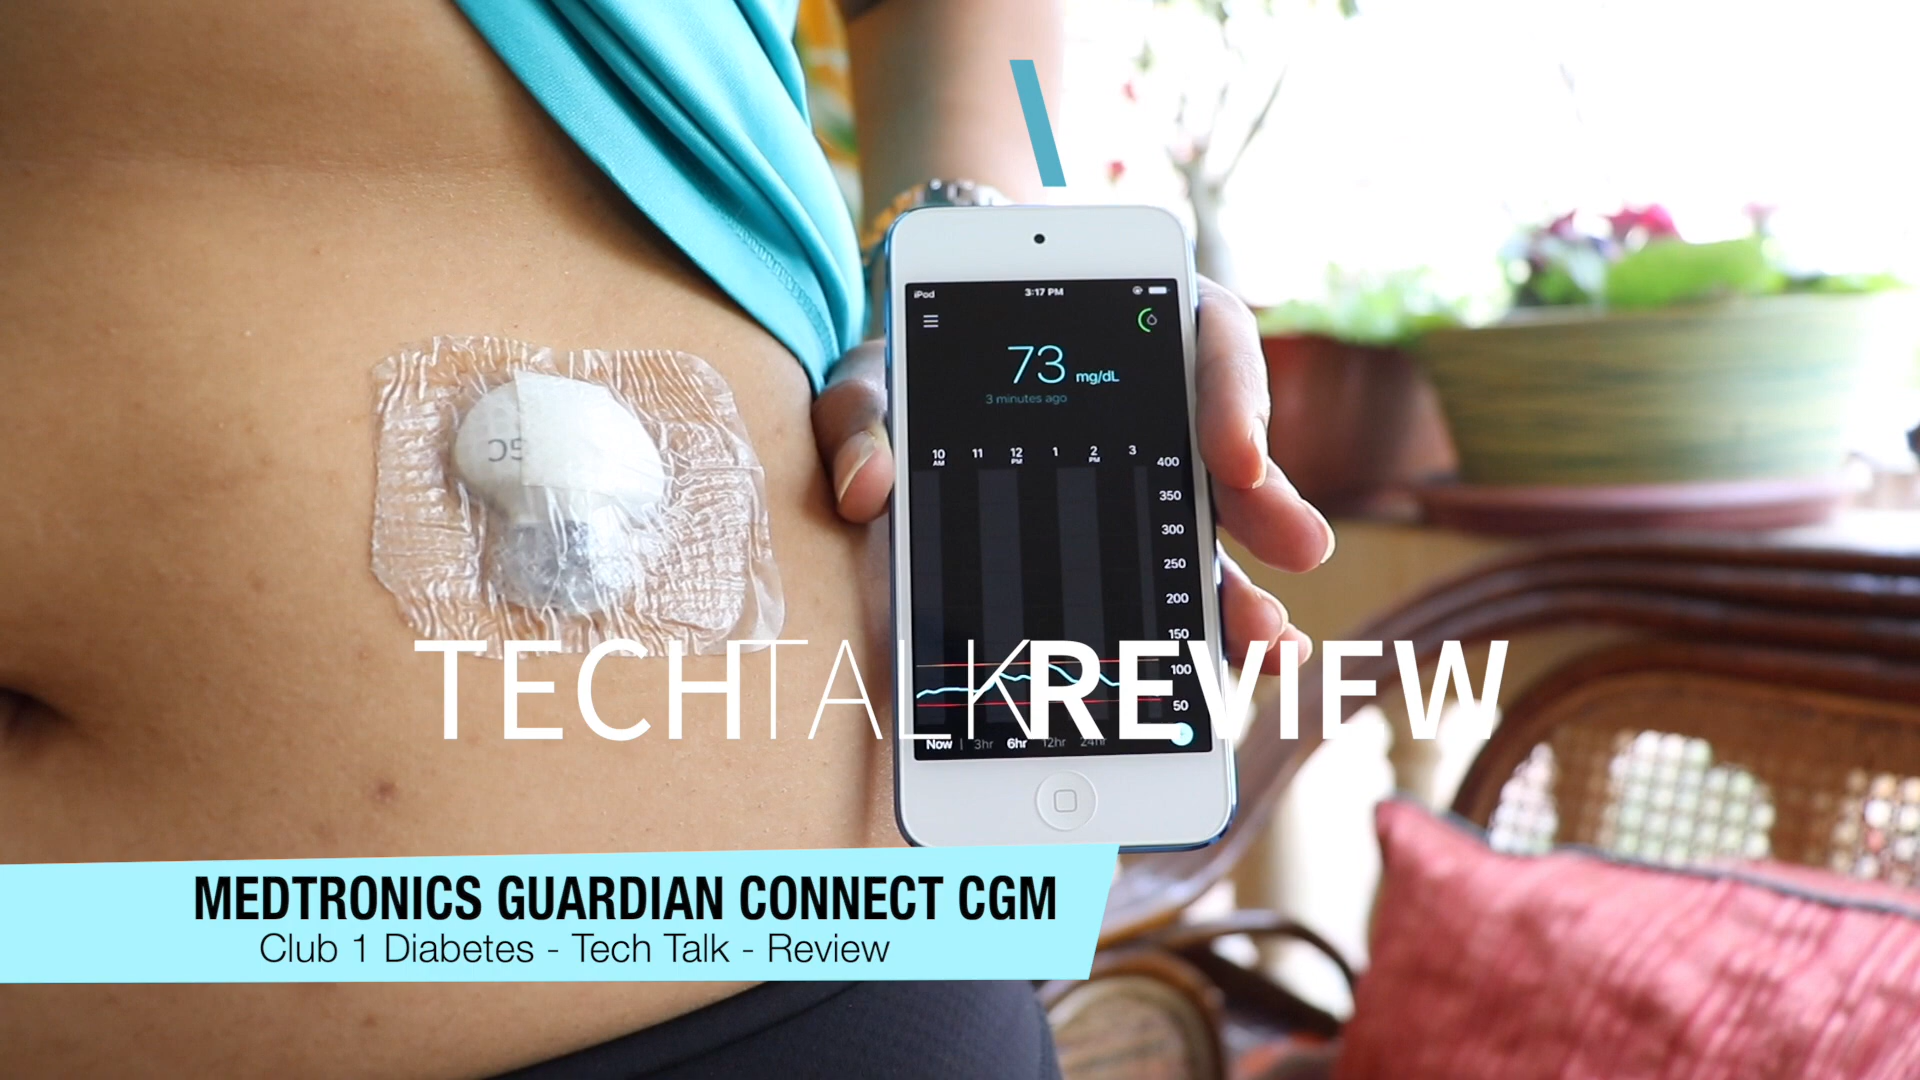 iPod 3:17 PM
73 mg/dL
3 minutes ago
10 11 12 1 2 3
AM PM PM
400
350
300
250
200
150
100
50
Now | 3hr 6hr 12hr 24hr
TECHTALKREVIEW
MEDTRONICS GUARDIAN CONNECT CGM
Club 1 Diabetes - Tech Talk - Review